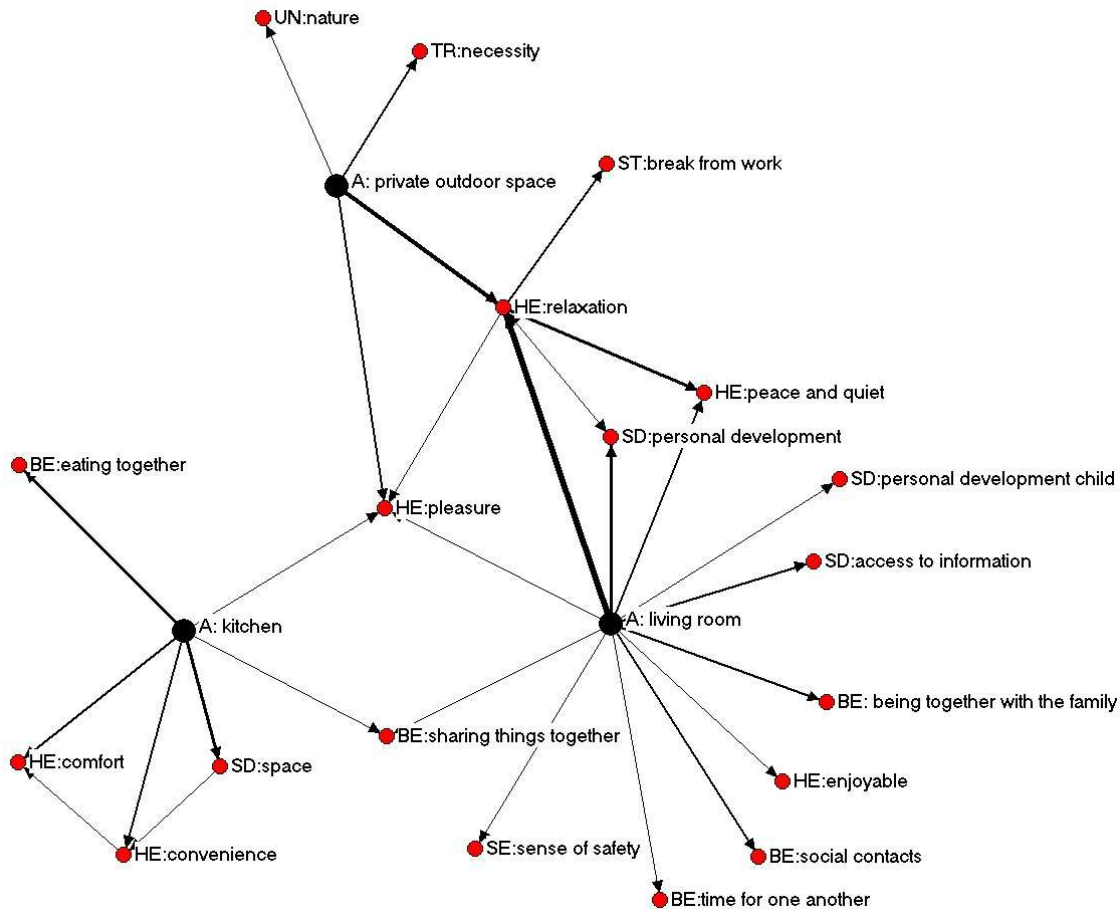 UN:nature
TR:necessity
ST:break from work
A: private outdoor space
HE:relaxation
HE:peace and quiet
SD:personal development
BE:eating together
SD:personal development child
HE:pleasure
SD:access to information
A: kitchen
A: living room
BE: being together with the family
BE:sharing things together
HE:comfort
SD:space
HE:enjoyable
SE:sense of safety
HE:convenience
BE:social contacts
BE:time for one another